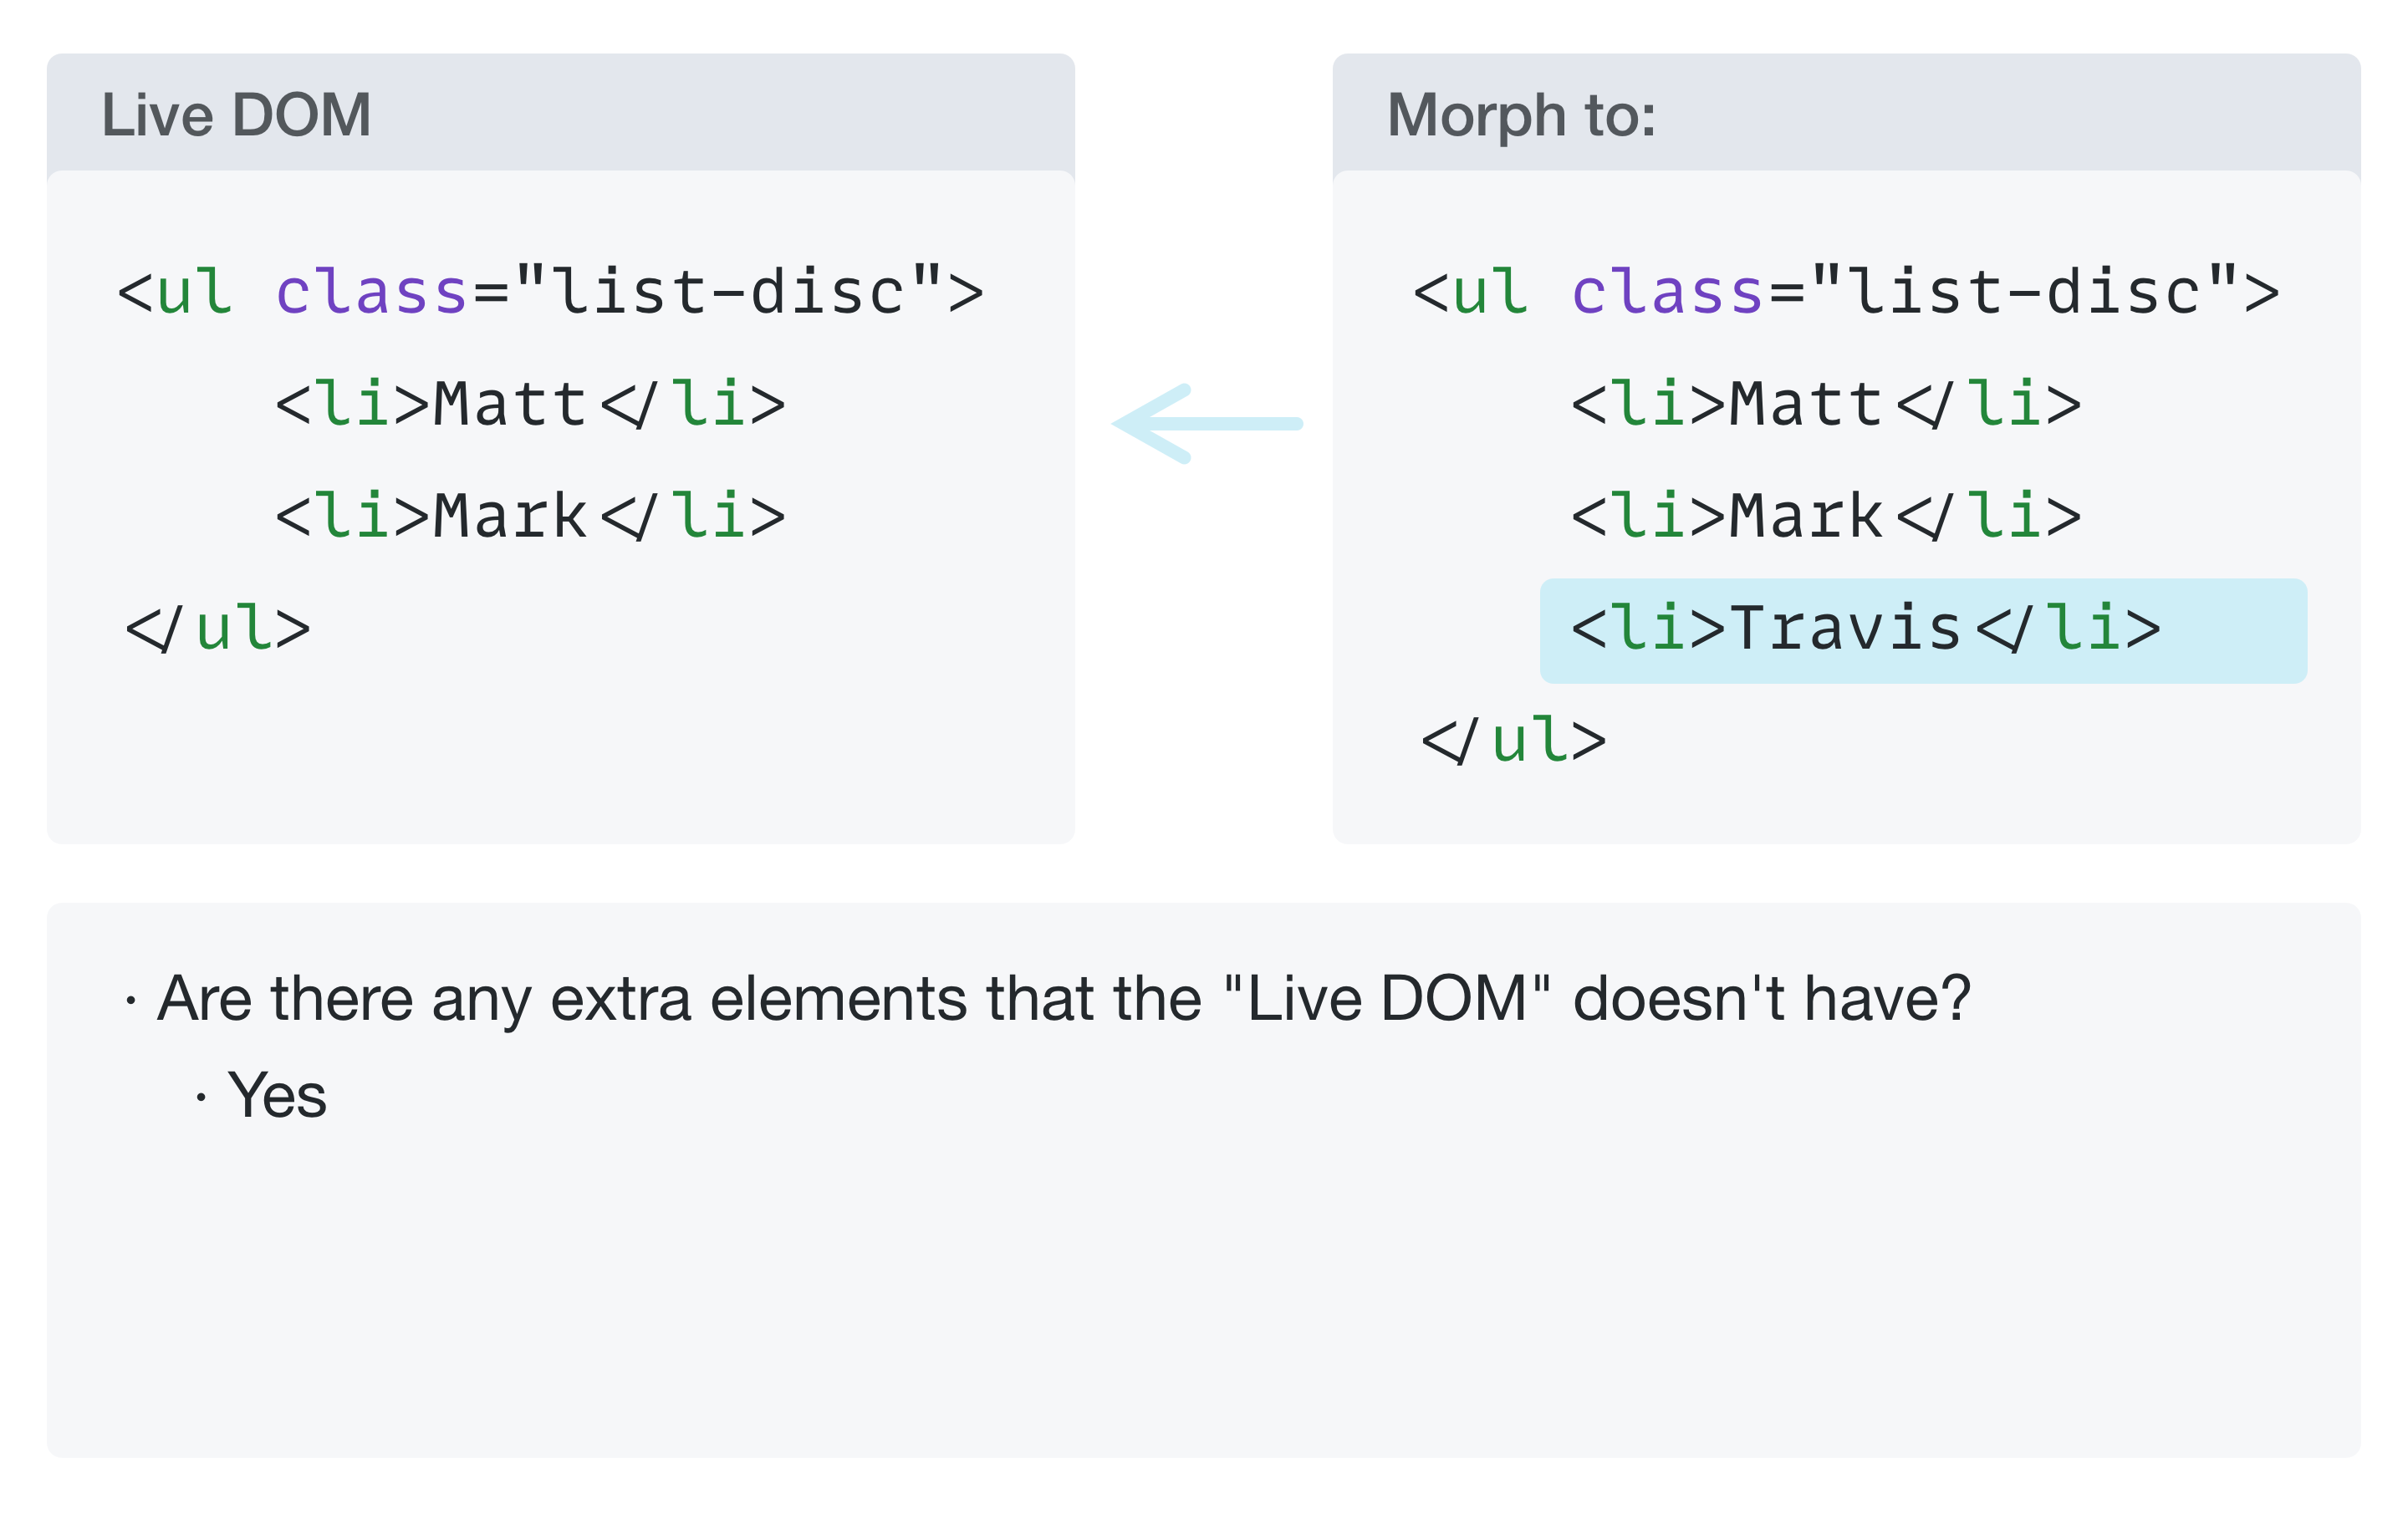 Live DOM
<ul class="list-disc">
<li>Matt</li>
<li>Mark</li>
</ul>
Morph to:
<ul class="list-disc">
<li>Matt</li>
<li>Mark</li>
<li>Travis</li>
</ul>
· Are there any extra elements that the "Live DOM" doesn't have?
· Yes